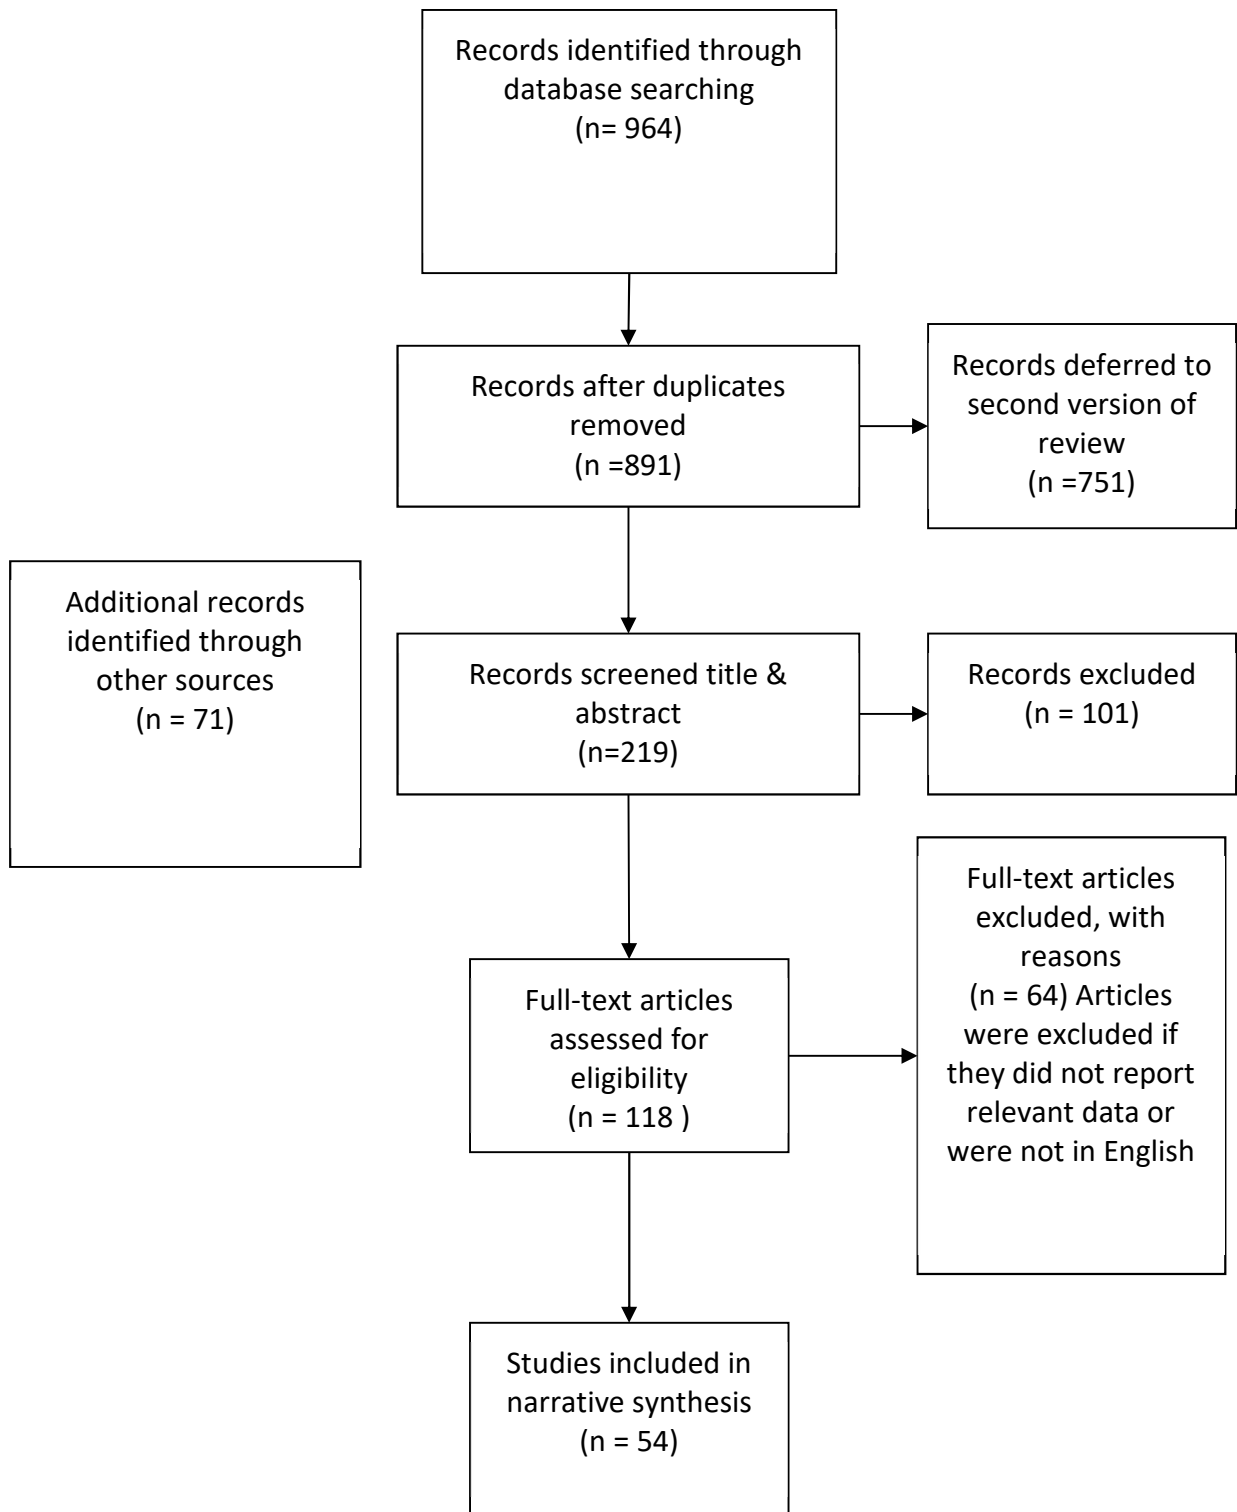 Records identified through
database searching
(n= 964)
Records after duplicates
removed
(n =891)
Records deferred to
second version of
review
(n =751)
Additional records
identified through
other sources
(n = 71)
Records screened title &
abstract
(n=219)
Records excluded
(n = 101)
Full-text articles
assessed for
eligibility
(n = 118 )
Full-text articles
excluded, with
reasons
(n = 64) Articles
were excluded if
they did not report
relevant data or
were not in English
Studies included in
narrative synthesis
(n = 54)